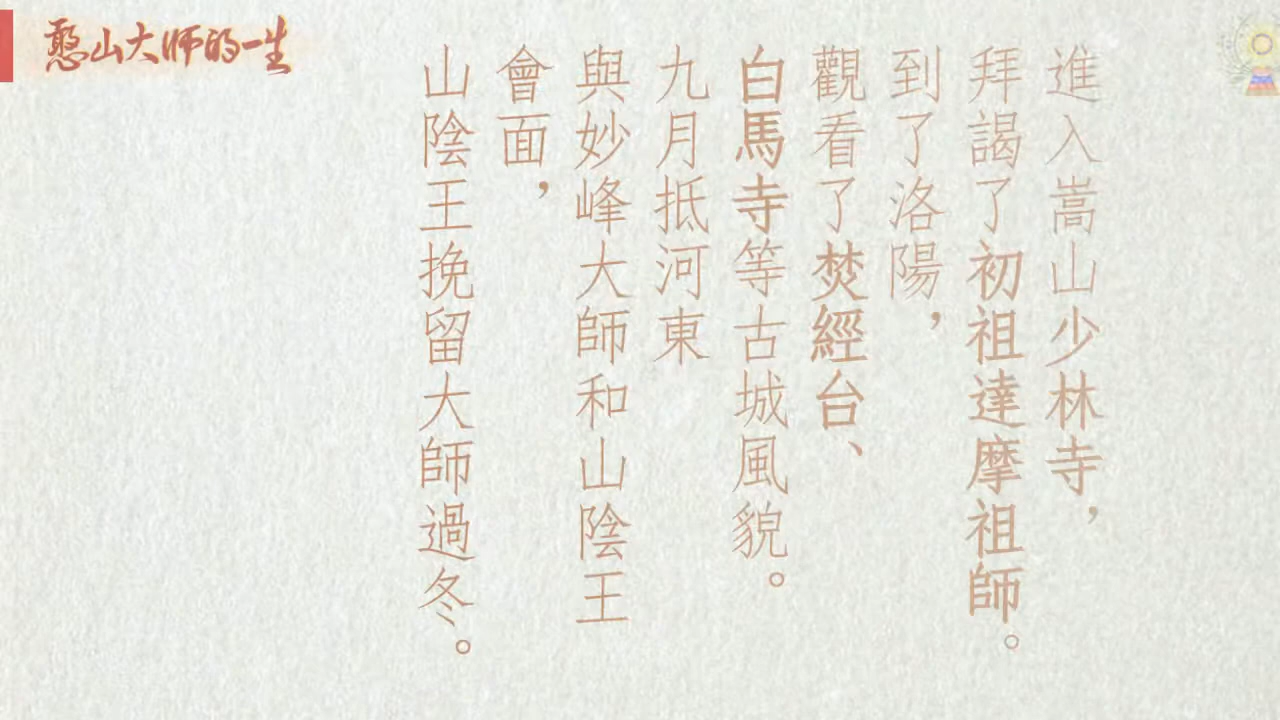 憨山大师的一生
進入嵩山少林寺，
拜謁了初祖達摩祖師。
到了洛陽，
觀看了焚經台、
白馬寺等古城風貌。
九月抵河東
與妙峰大師和山陰王
會面，
山陰王挽留大師過冬。